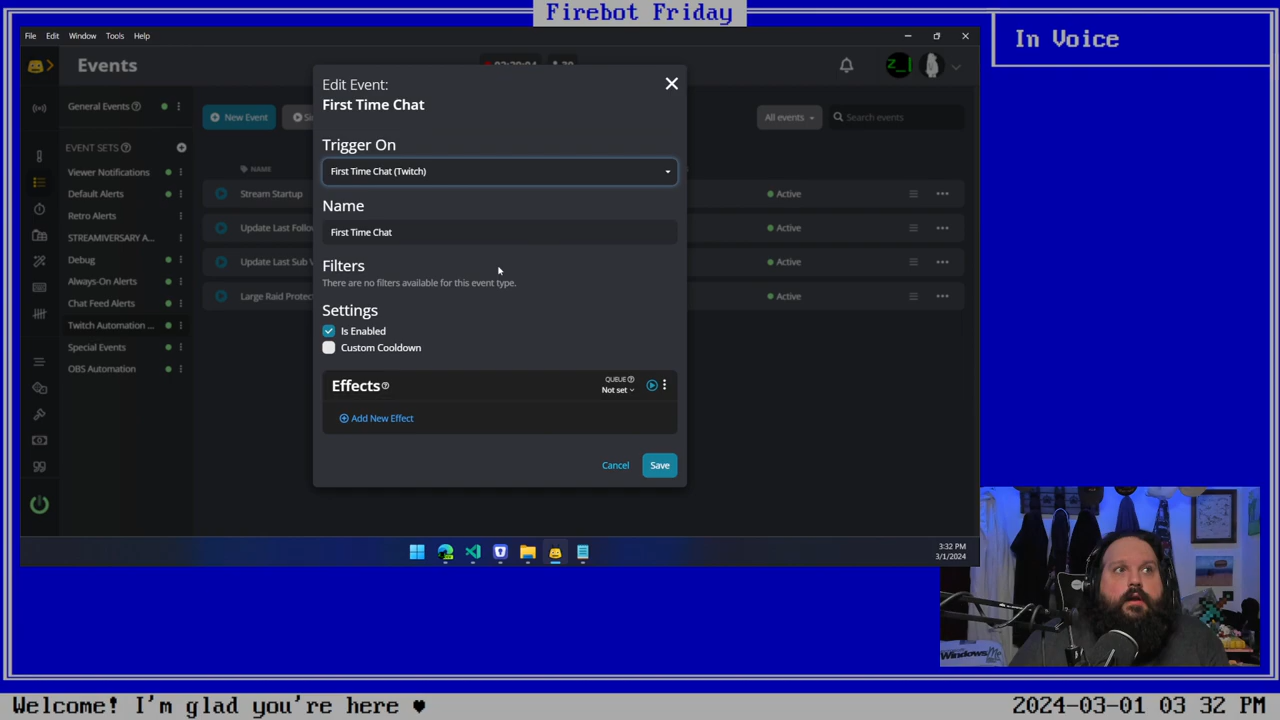 Firebot Friday
File Edit Window Tools Help
In Voice
Events
z_|
Edit Event:
First Time Chat
General Events
New Event
All events
Search events
Trigger On
EVENT SETS
First Time Chat (Twitch)
NAME
Viewer Notifications
Default Alerts
Stream Startup
Active
Name
Retro Alerts
Update Last Follo
Active
First Time Chat
STREAMIVERSARY A...
Debug
Update Last Sub
Active
Filters
Always-On Alerts
There are no filters available for this event type.
Chat Feed Alerts
Large Raid Protec
Active
Settings
Twitch Automation ...
Is Enabled
Special Events
Custom Cooldown
OBS Automation
Effects
QUEUE
Not set
Add New Effect
Cancel
Save
3:32 PM
3/1/2024
Windows Me
Welcome! I'm glad you're here ♥
2024-03-01 03 32 PM